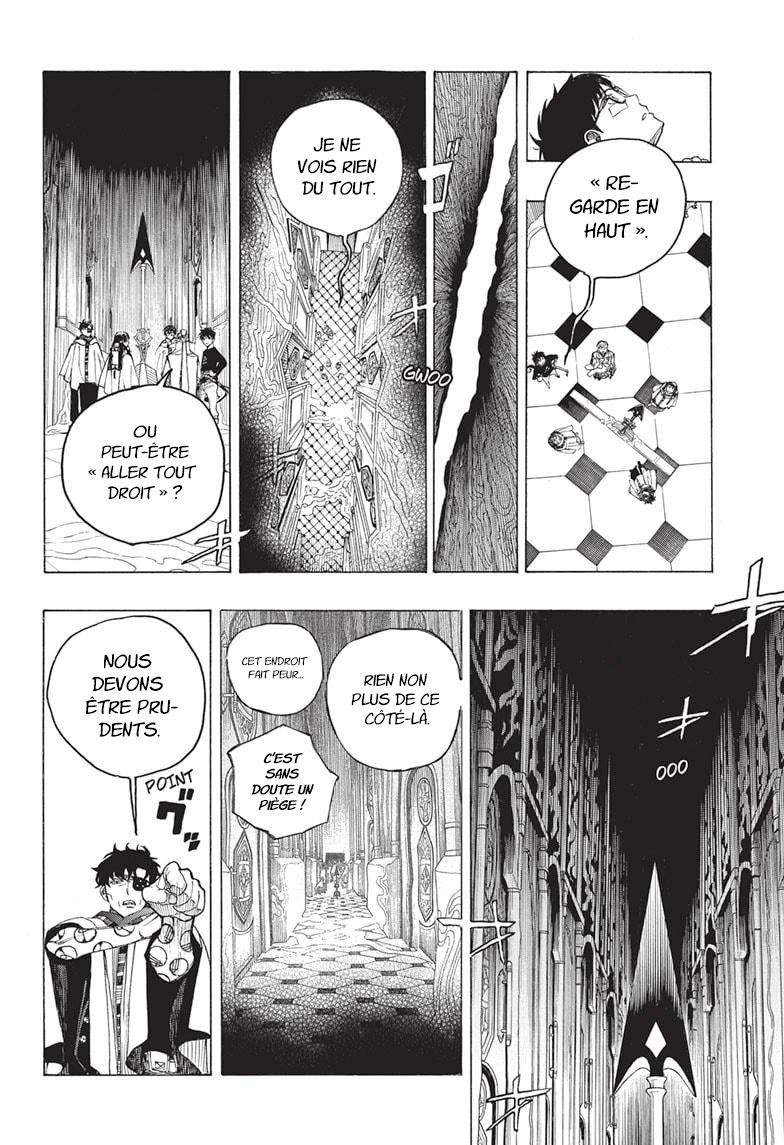 « RE-
GARDE EN
HAUT ».
GWOO
JE NE
VOIS RIEN
DU TOUT.
OU
PEUT-ÊTRE
« ALLER TOUT
DROIT » ?
OOO
RIEN NON
PLUS DE CE
CÔTÉ-LÀ.
CET ENDROIT
FAIT PEUR...
C'EST
SANS
DOUTE UN
PIÈGE !
NOUS
DEVONS
ÊTRE PRU-
DENTS.
POINT
グッ